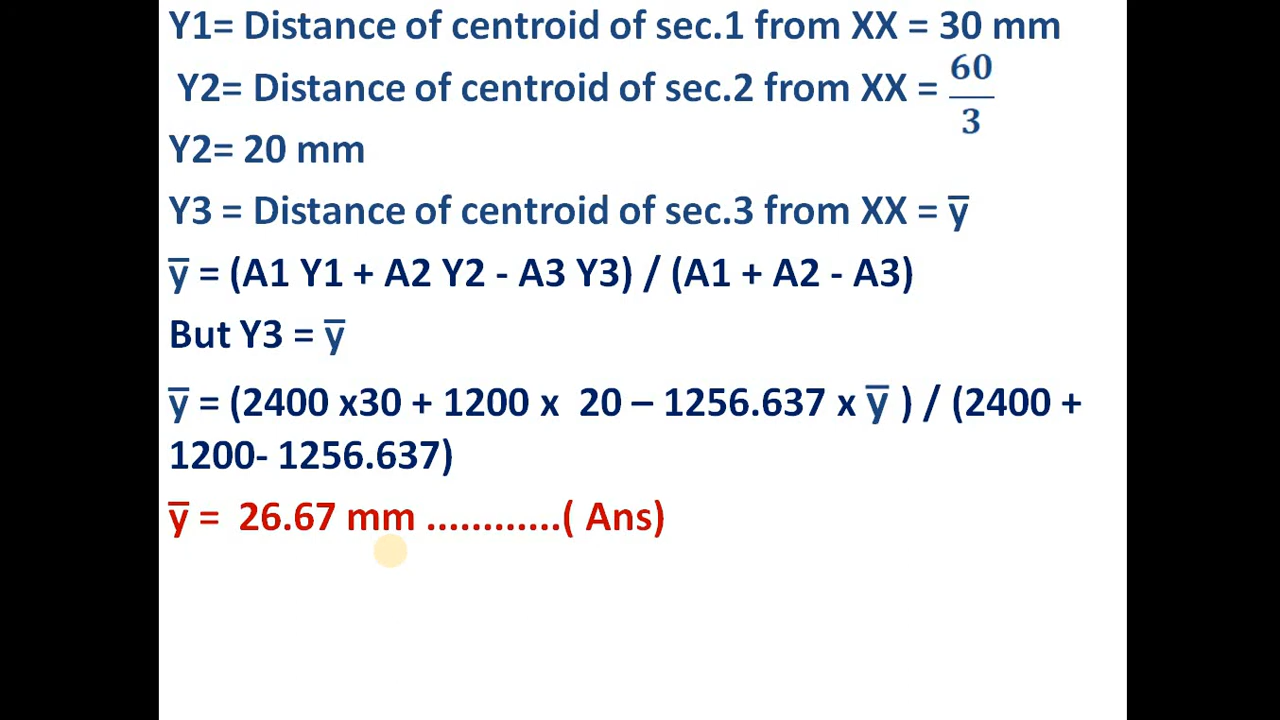 Y1= Distance of centroid of sec.1 from XX = 30 mm
Y2= Distance of centroid of sec.2 from XX = 60/3
Y2= 20 mm
Y3 = Distance of centroid of sec.3 from XX = y̅
y̅ = (A1 Y1 + A2 Y2 - A3 Y3) / (A1 + A2 - A3)
But Y3 = y̅
y̅ = (2400 x30 + 1200 x 20 – 1256.637 x y̅ ) / (2400 +
1200- 1256.637)
y̅ = 26.67 mm ............( Ans)